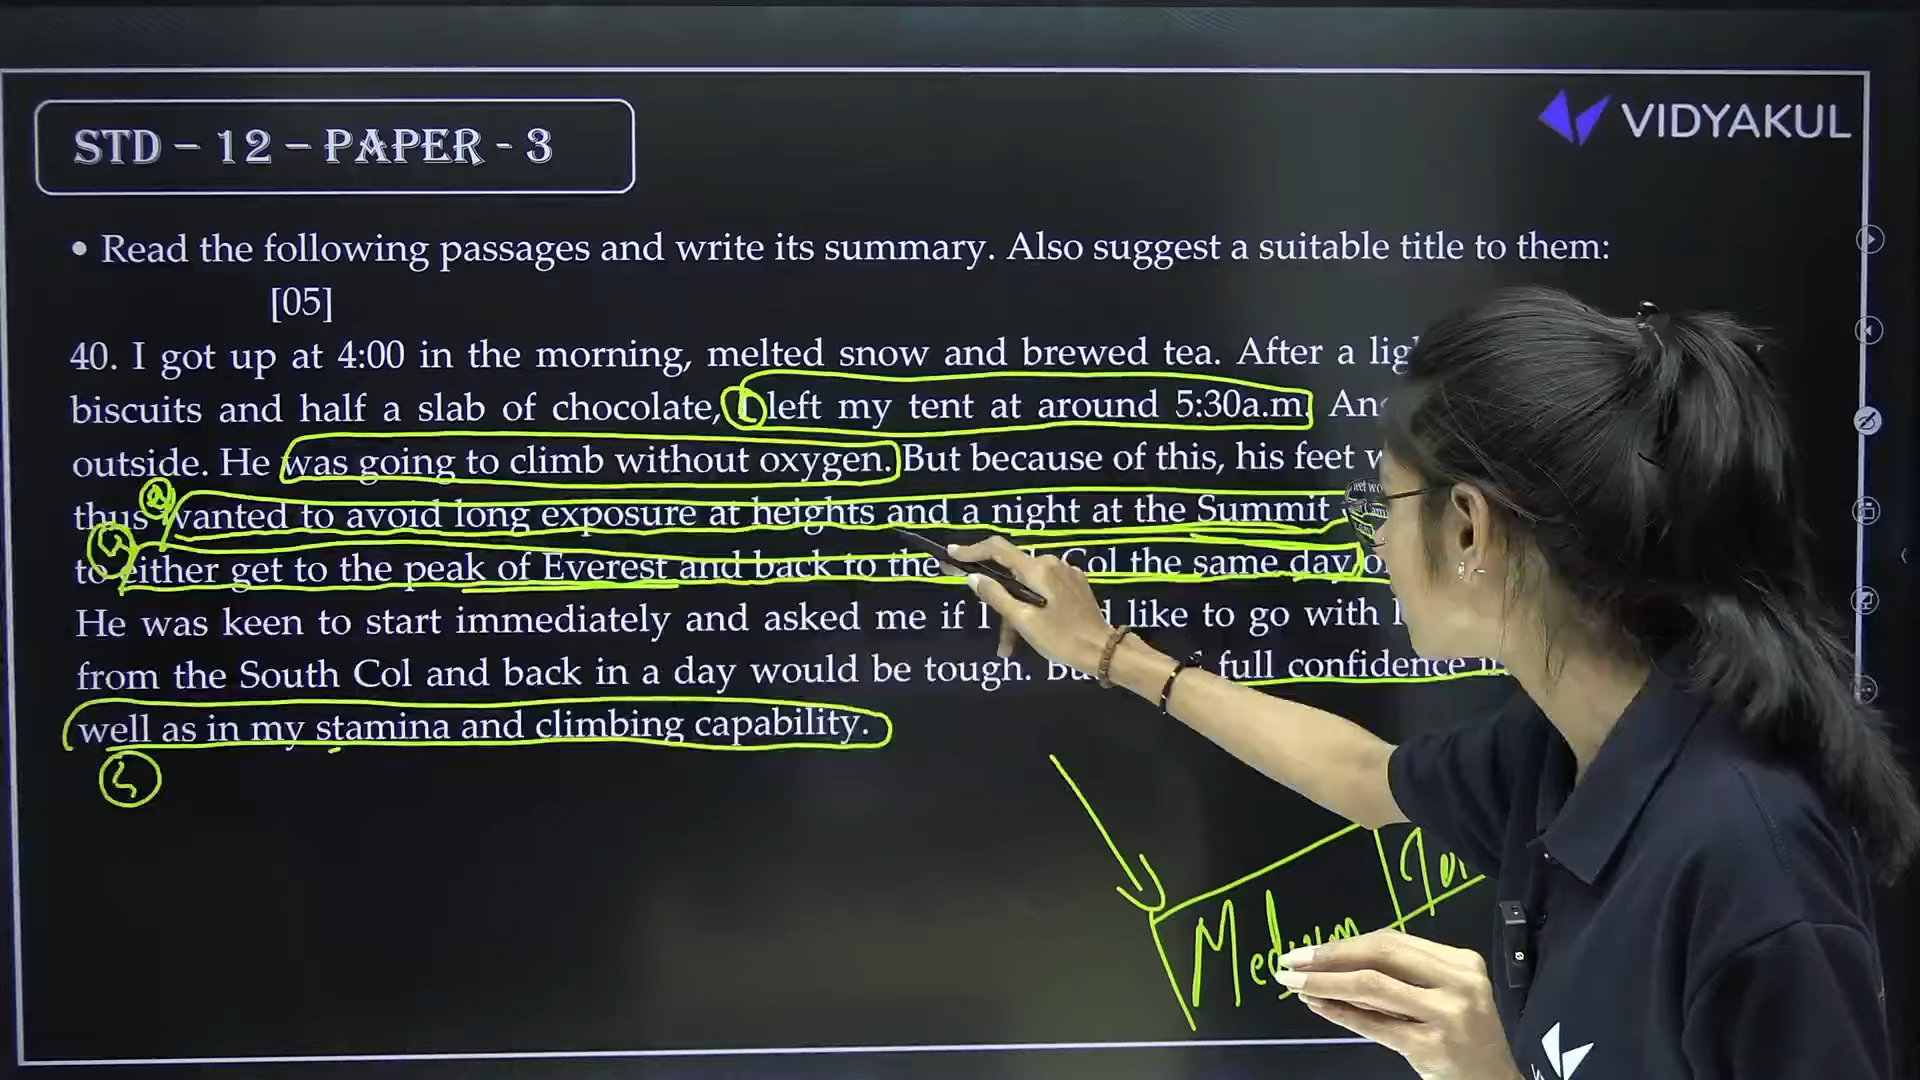 STD – 12 – PAPER - 3
VIDYAKUL
• Read the following passages and write its summary. Also suggest a suitable title to them:
[05]
40. I got up at 4:00 in the morning, melted snow and brewed tea. After a
biscuits and half a slab of chocolate, I left my tent at around 5:30a.m.
outside. He was going to climb without oxygen. But because of this, his feet
thus wanted to avoid long exposure at heights and a night at the Summit
to either get to the peak of Everest and back to the Col the same day
He was keen to start immediately and asked me if I like to go with
from the South Col and back in a day would be tough. full confidence
well as in my stamina and climbing capability.
Medium